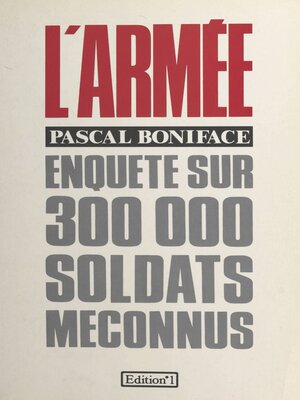 L'ARMÉE
PASCAL BONIFACE
ENQUETE SUR
300 000
SOLDATS
MECONNUS
Edition°1